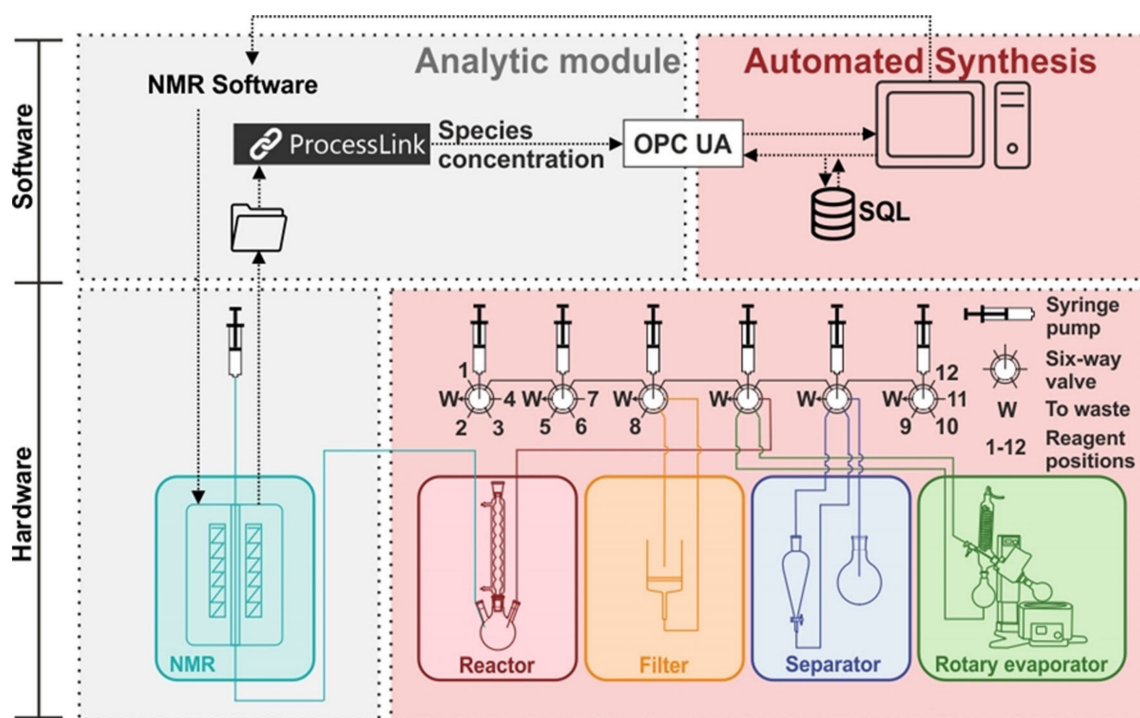 Analytic module
Automated Synthesis
Software
NMR Software
ProcessLink
Species
concentration
OPC UA
SQL
Hardware
Syringe
pump
Six-way
valve
W To waste
1-12 Reagent
positions
1
W 4
2 3
W 7
5 6
W
8
W
W
12
W 11
9 10
NMR
Reactor
Filter
Separator
Rotary evaporator